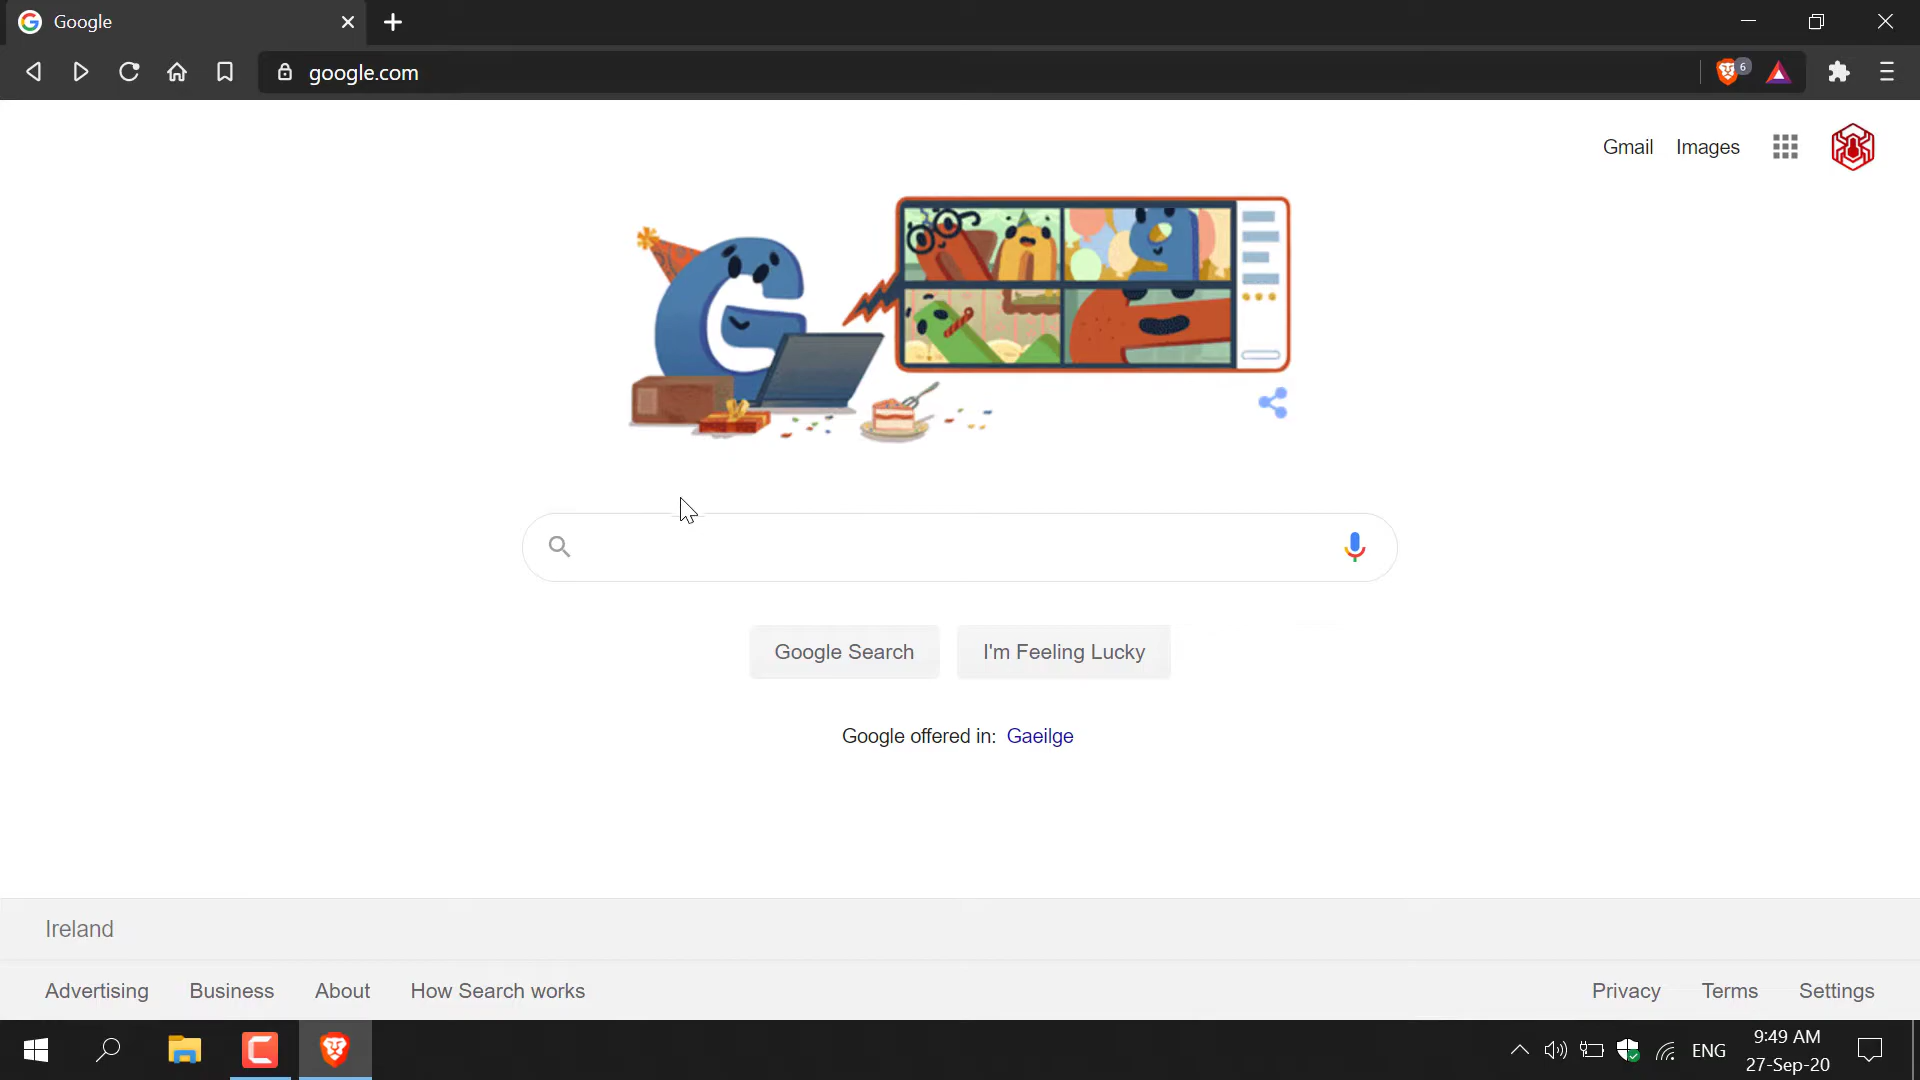 Google
google.com
6
Gmail Images
Google Search I'm Feeling Lucky
Google offered in: Gaeilge
Ireland
Advertising Business About How Search works Privacy Terms Settings
ENG 9:49 AM
27-Sep-20